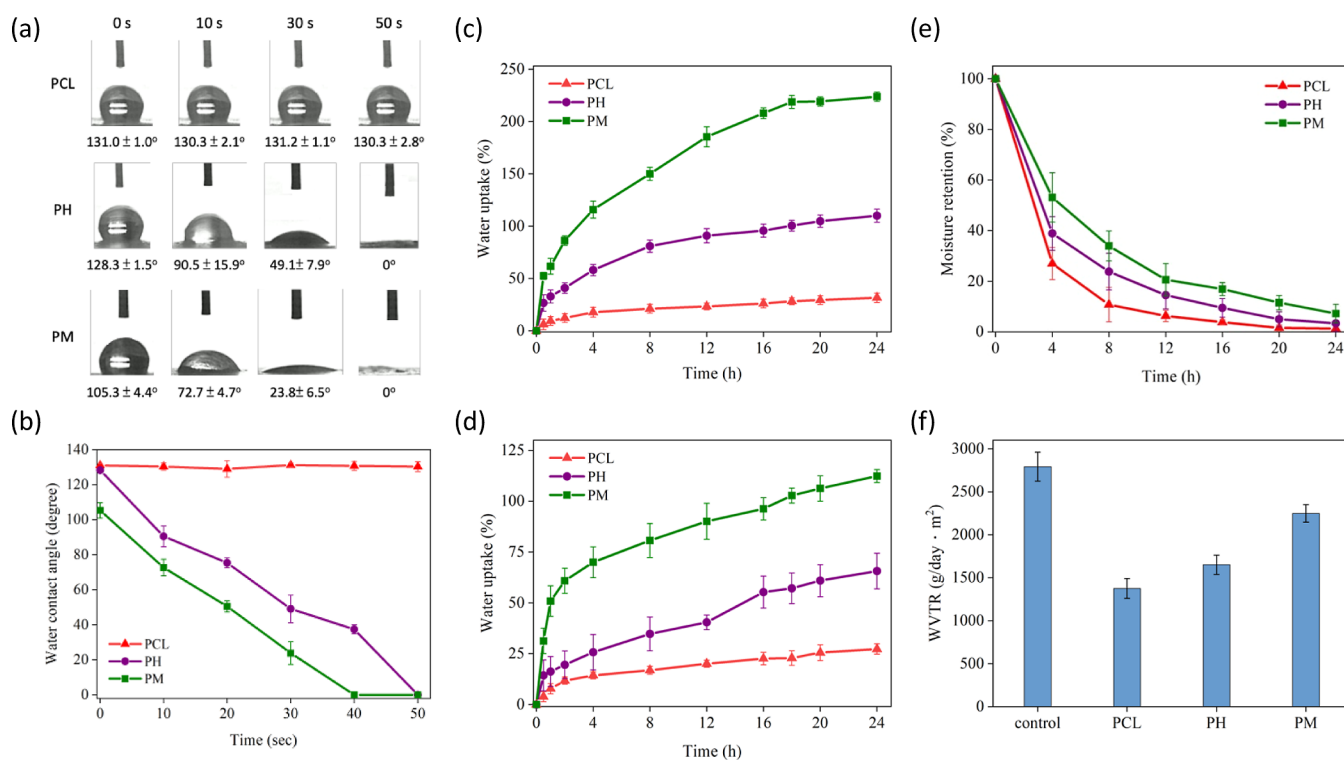 (a)
0 s 10 s 30 s 50 s
PCL
131.0 ± 1.0° 130.3 ± 2.1° 131.2 ± 1.1° 130.3 ± 2.8°
PH
128.3 ± 1.5° 90.5 ± 15.9° 49.1 ± 7.9° 0°
PM
105.3 ± 4.4° 72.7 ± 4.7° 23.8 ± 6.5° 0°
(b)
Water contact angle (degree)
140
120
100
80
60
40
20
0
PCL
PH
PM
0 10 20 30 40 50
Time (sec)
(c)
Water uptake (%)
250
200
150
100
50
0
PCL
PH
PM
0 4 8 12 16 20 24
Time (h)
(d)
Water uptake (%)
125
100
75
50
25
0
PCL
PH
PM
0 4 8 12 16 20 24
Time (h)
(e)
Moisture retention (%)
100
80
60
40
20
0
PCL
PH
PM
0 4 8 12 16 20 24
Time (h)
(f)
WVTR (g/day · m²)
3000
2500
2000
1500
1000
500
0
control PCL PH PM